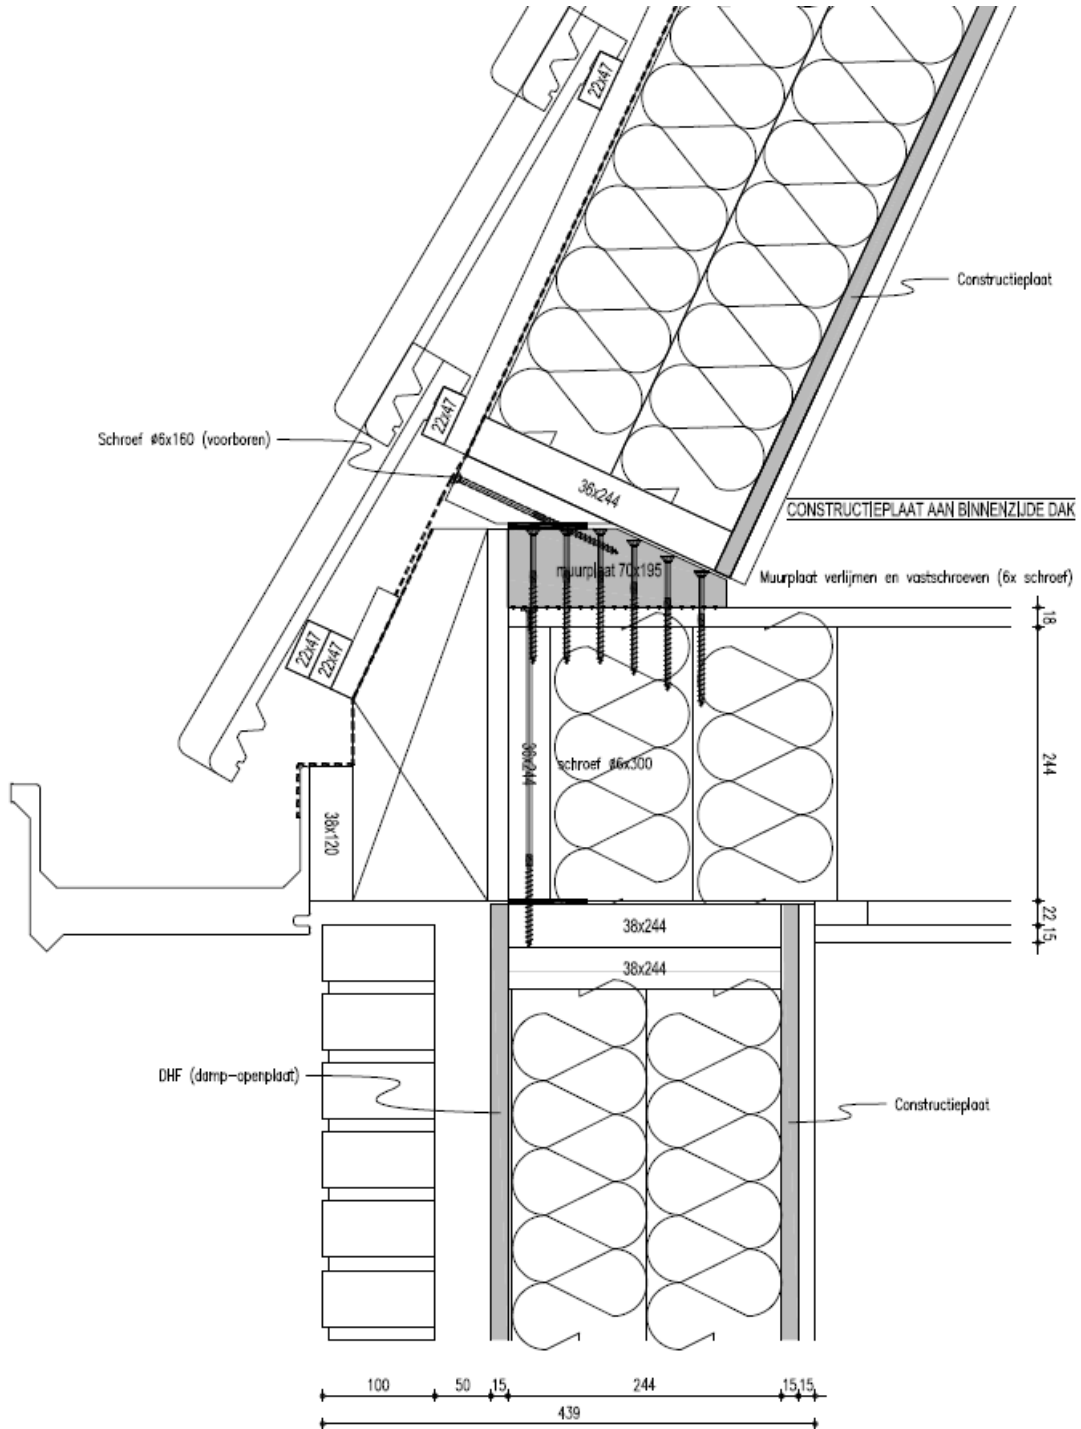 22x47
Constructieplaat
22x47
Schroef ø6x160 (voorboren)
36x244
CONSTRUCTIEPLAAT AAN BINNENZIJDE DAK
muurplaat 70x195
Muurplaat verlijmen en vastschroeven (6x schroef)
18
22x47
22x47
36x244
schroef ø6x300
244
38x120
22
15
38x244
38x244
DHF (damp-openplaat)
Constructieplaat
100
50
15
244
15
15
439